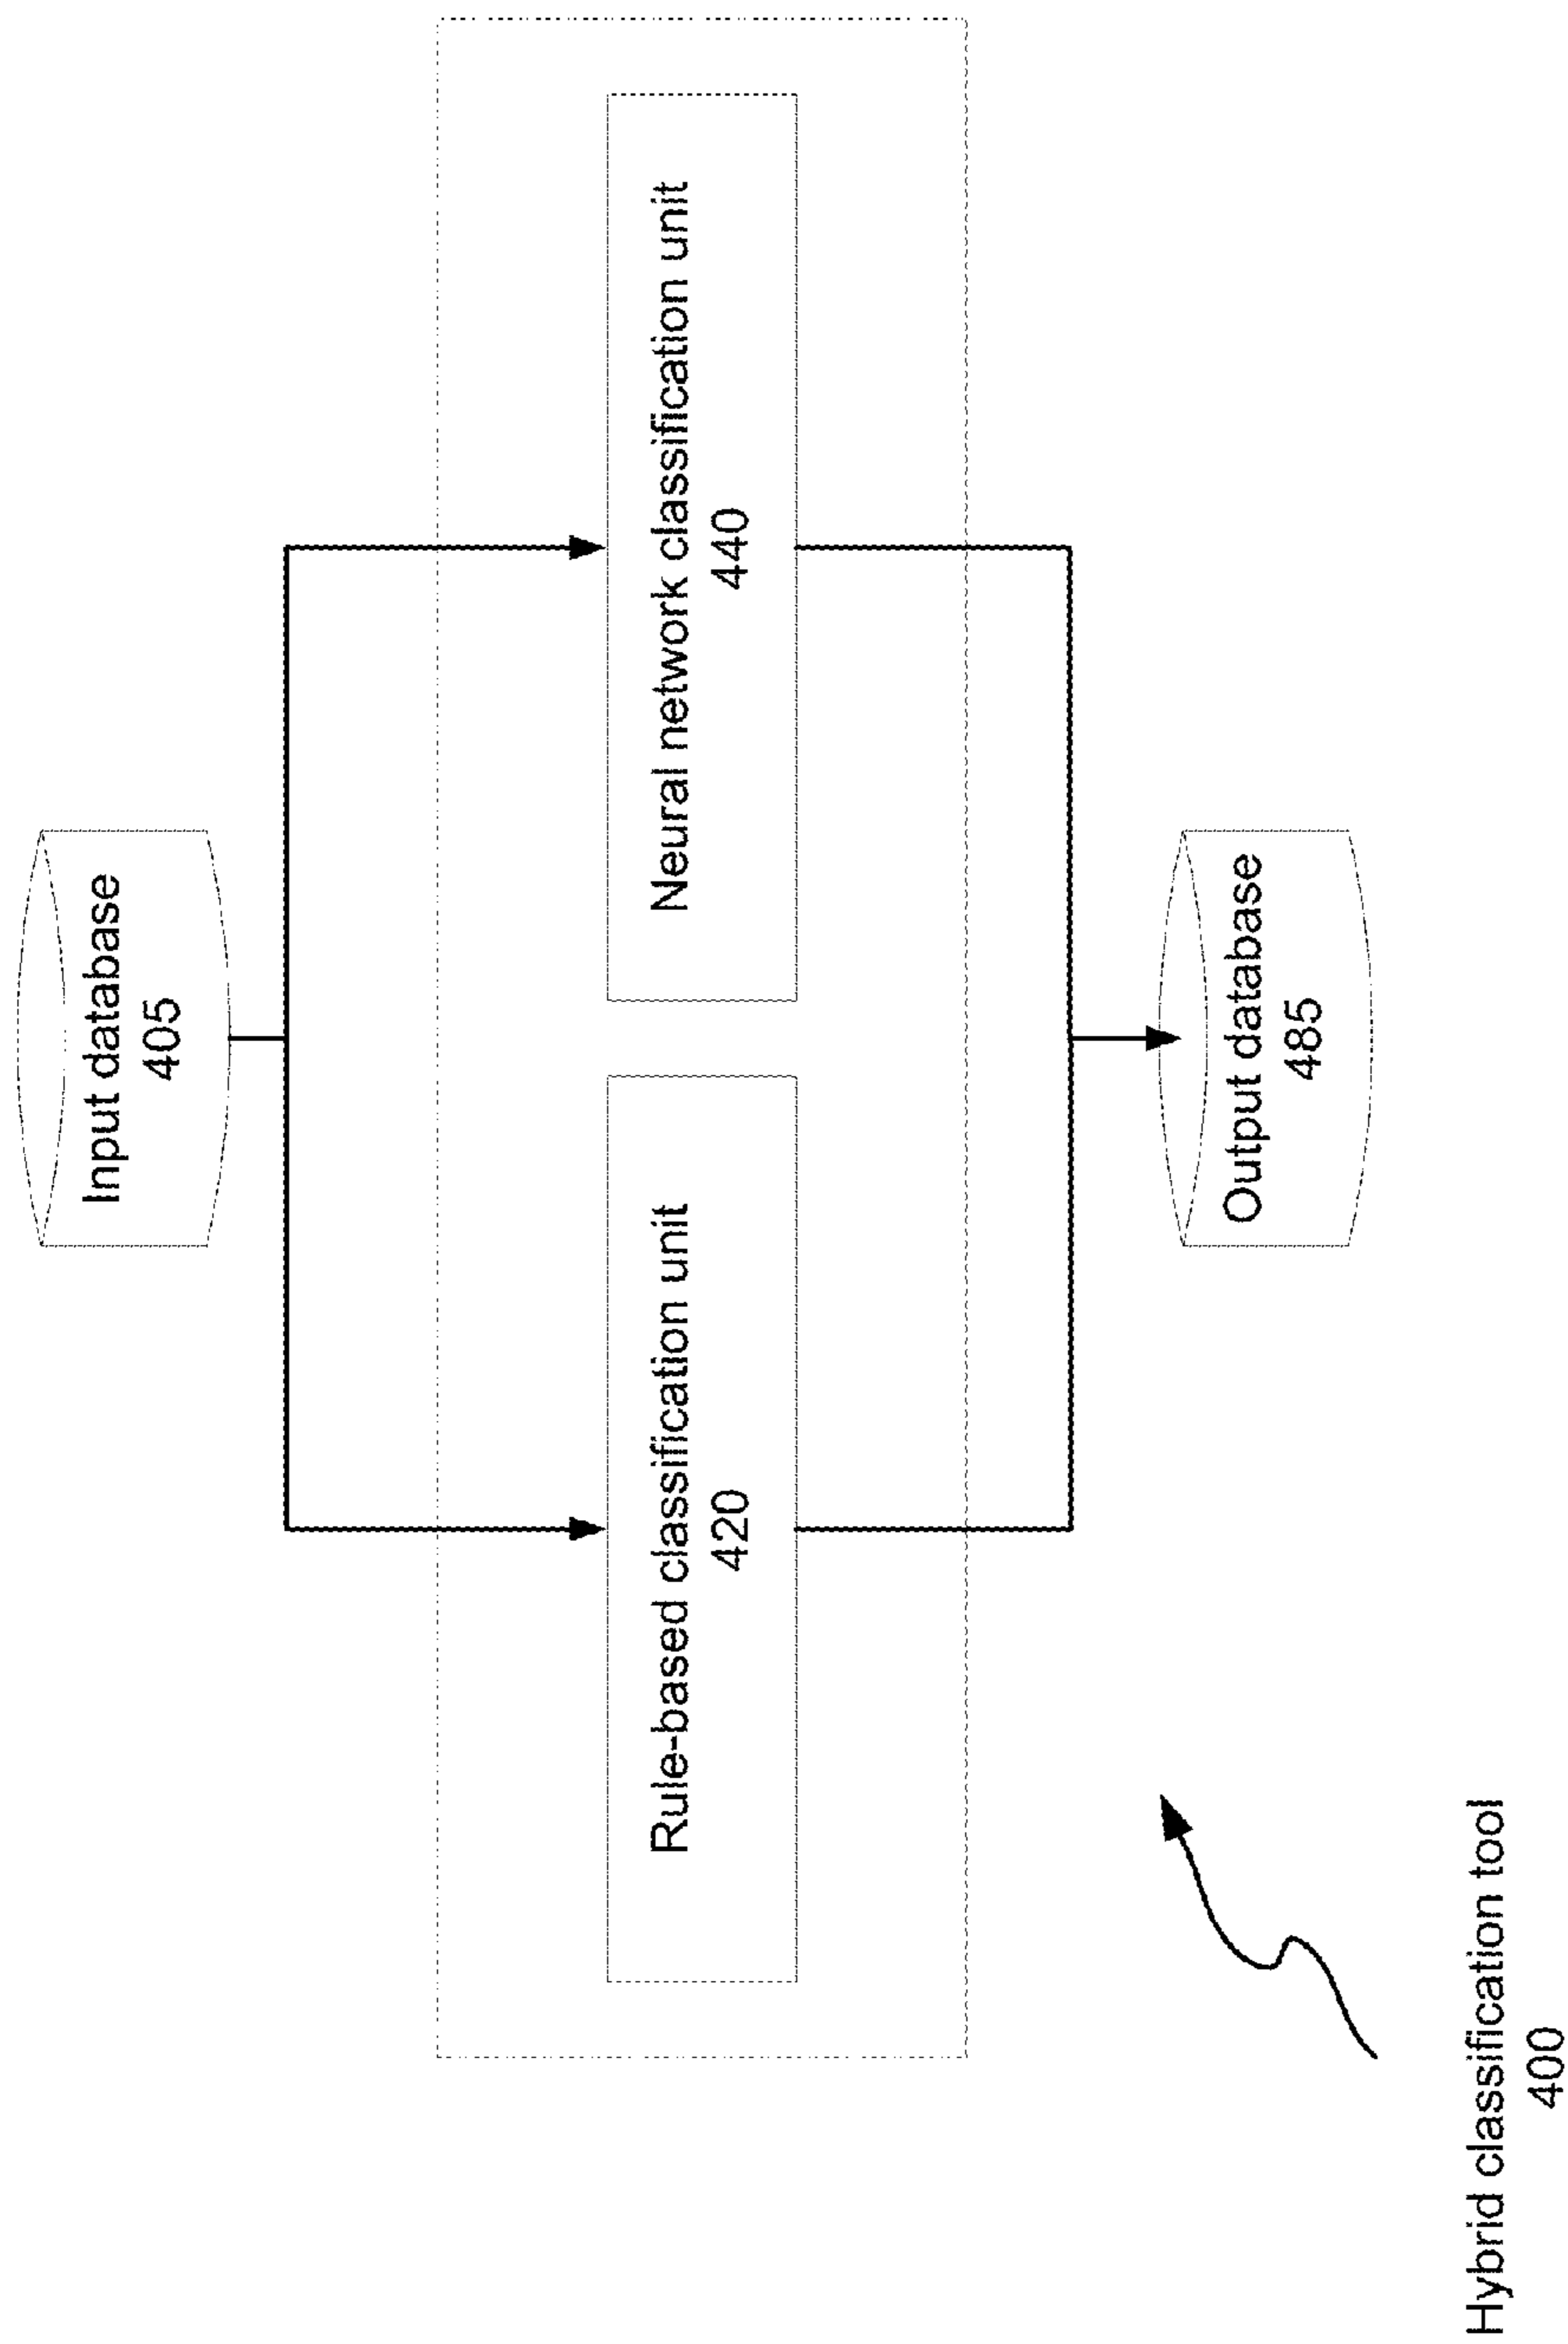 Input database
405
Rule-based classification unit
420
Neural network classification unit
440
Output database
485
Hybrid classification tool
400